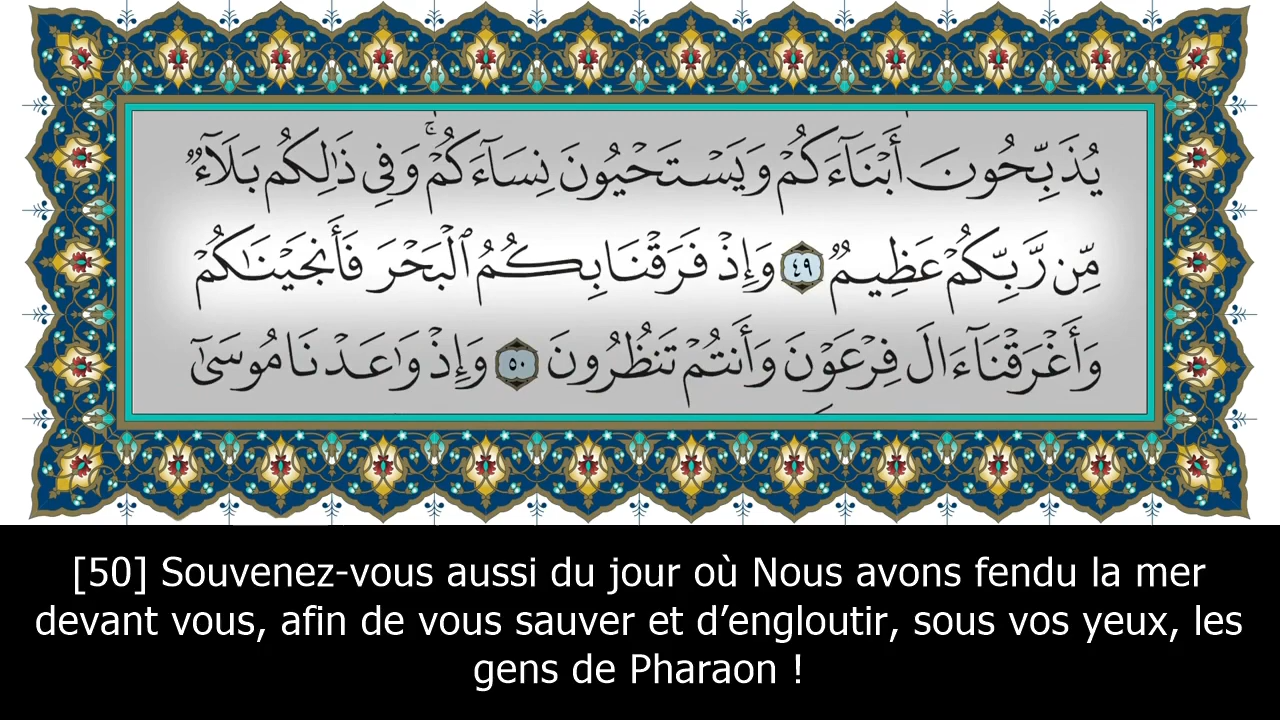 يُذَبِّحُونَ أَبْنَآءَكُمْ وَيَسْتَحْيُونَ نِسَآءَكُمْ ۚ وَفِى ذَٰلِكُم بَلَآءٌ
مِّن رَّبِّكُمْ عَظِيمٌ ٤٩ وَإِذْ فَرَقْنَا بِكُمُ ٱلْبَحْرَ فَأَنجَيْنَـٰكُمْ
وَأَغْرَقْنَآ ءَالَ فِرْعَوْنَ وَأَنتُمْ تَنظُرُونَ ٥٠ وَإِذْ وَٰعَدْنَا مُوسَىٰٓ
[50] Souvenez-vous aussi du jour où Nous avons fendu la mer
devant vous, afin de vous sauver et d’engloutir, sous vos yeux, les
gens de Pharaon !